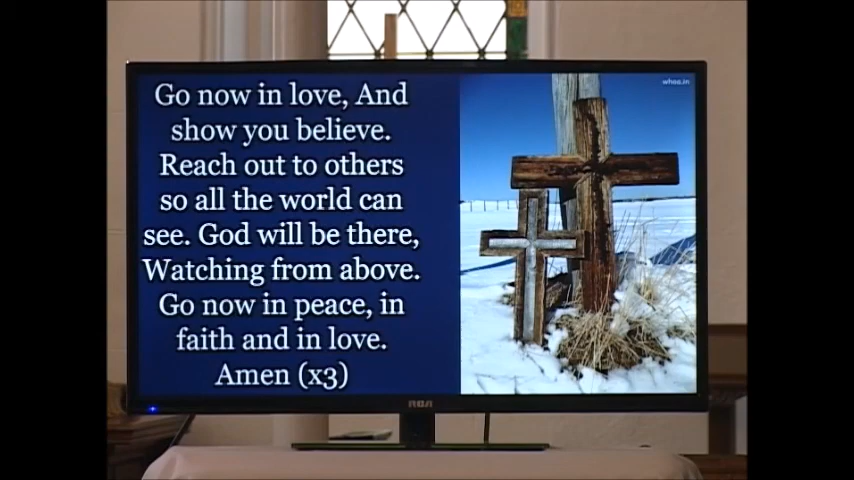 Go now in love, And
show you believe.
Reach out to others
so all the world can
see. God will be there,
Watching from above.
Go now in peace, in
faith and in love.
Amen (x3)
whoa.in
RCA